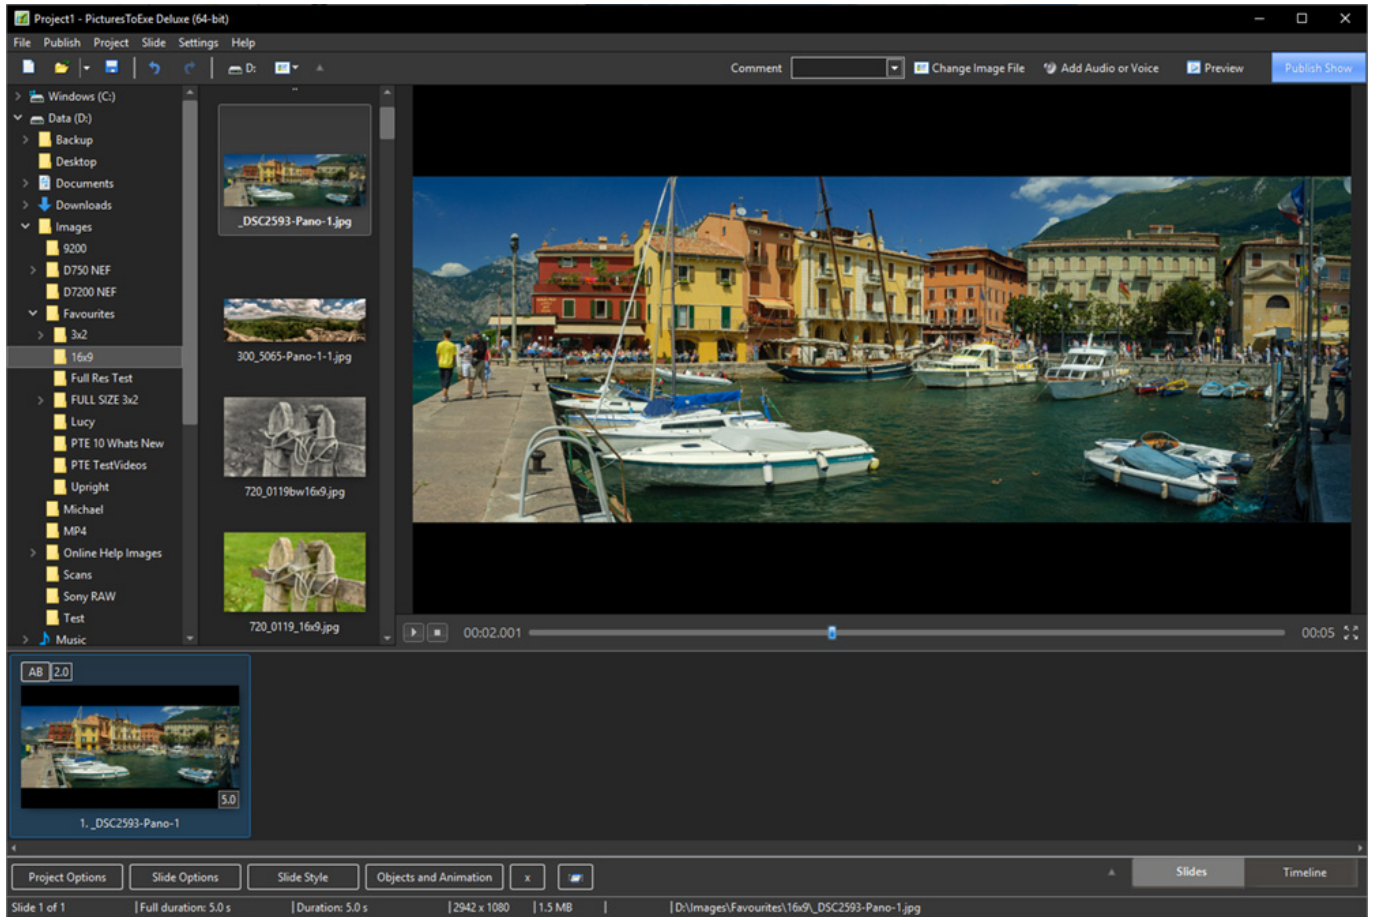 Project1 - PicturesToExe Deluxe (64-bit)
File Publish Project Slide Settings Help
D: Comment Change Image File Add Audio or Voice Preview Publish Show
Windows (C:)
Data (D:)
Backup
Desktop
Documents
Downloads
Images
9200
D750 NEF
D7200 NEF
Favourites
3x2
16x9
Full Res Test
FULL SIZE 3x2
Lucy
PTE 10 Whats New
PTE TestVideos
Upright
Michael
MP4
Online Help Images
Scans
Sony RAW
Test
Music
..
_DSC2593-Pano-1.jpg
300_5065-Pano-1-1.jpg
720_0119bw16x9.jpg
720_0119_16x9.jpg
00:02.001 00:05
AB 2.0
5.0
1. _DSC2593-Pano-1
Project Options Slide Options Slide Style Objects and Animation x Slides Timeline
Slide 1 of 1 | Full duration: 5.0 s | Duration: 5.0 s | 2942 x 1080 | 1.5 MB | | D:\Images\Favourites\16x9\_DSC2593-Pano-1.jpg